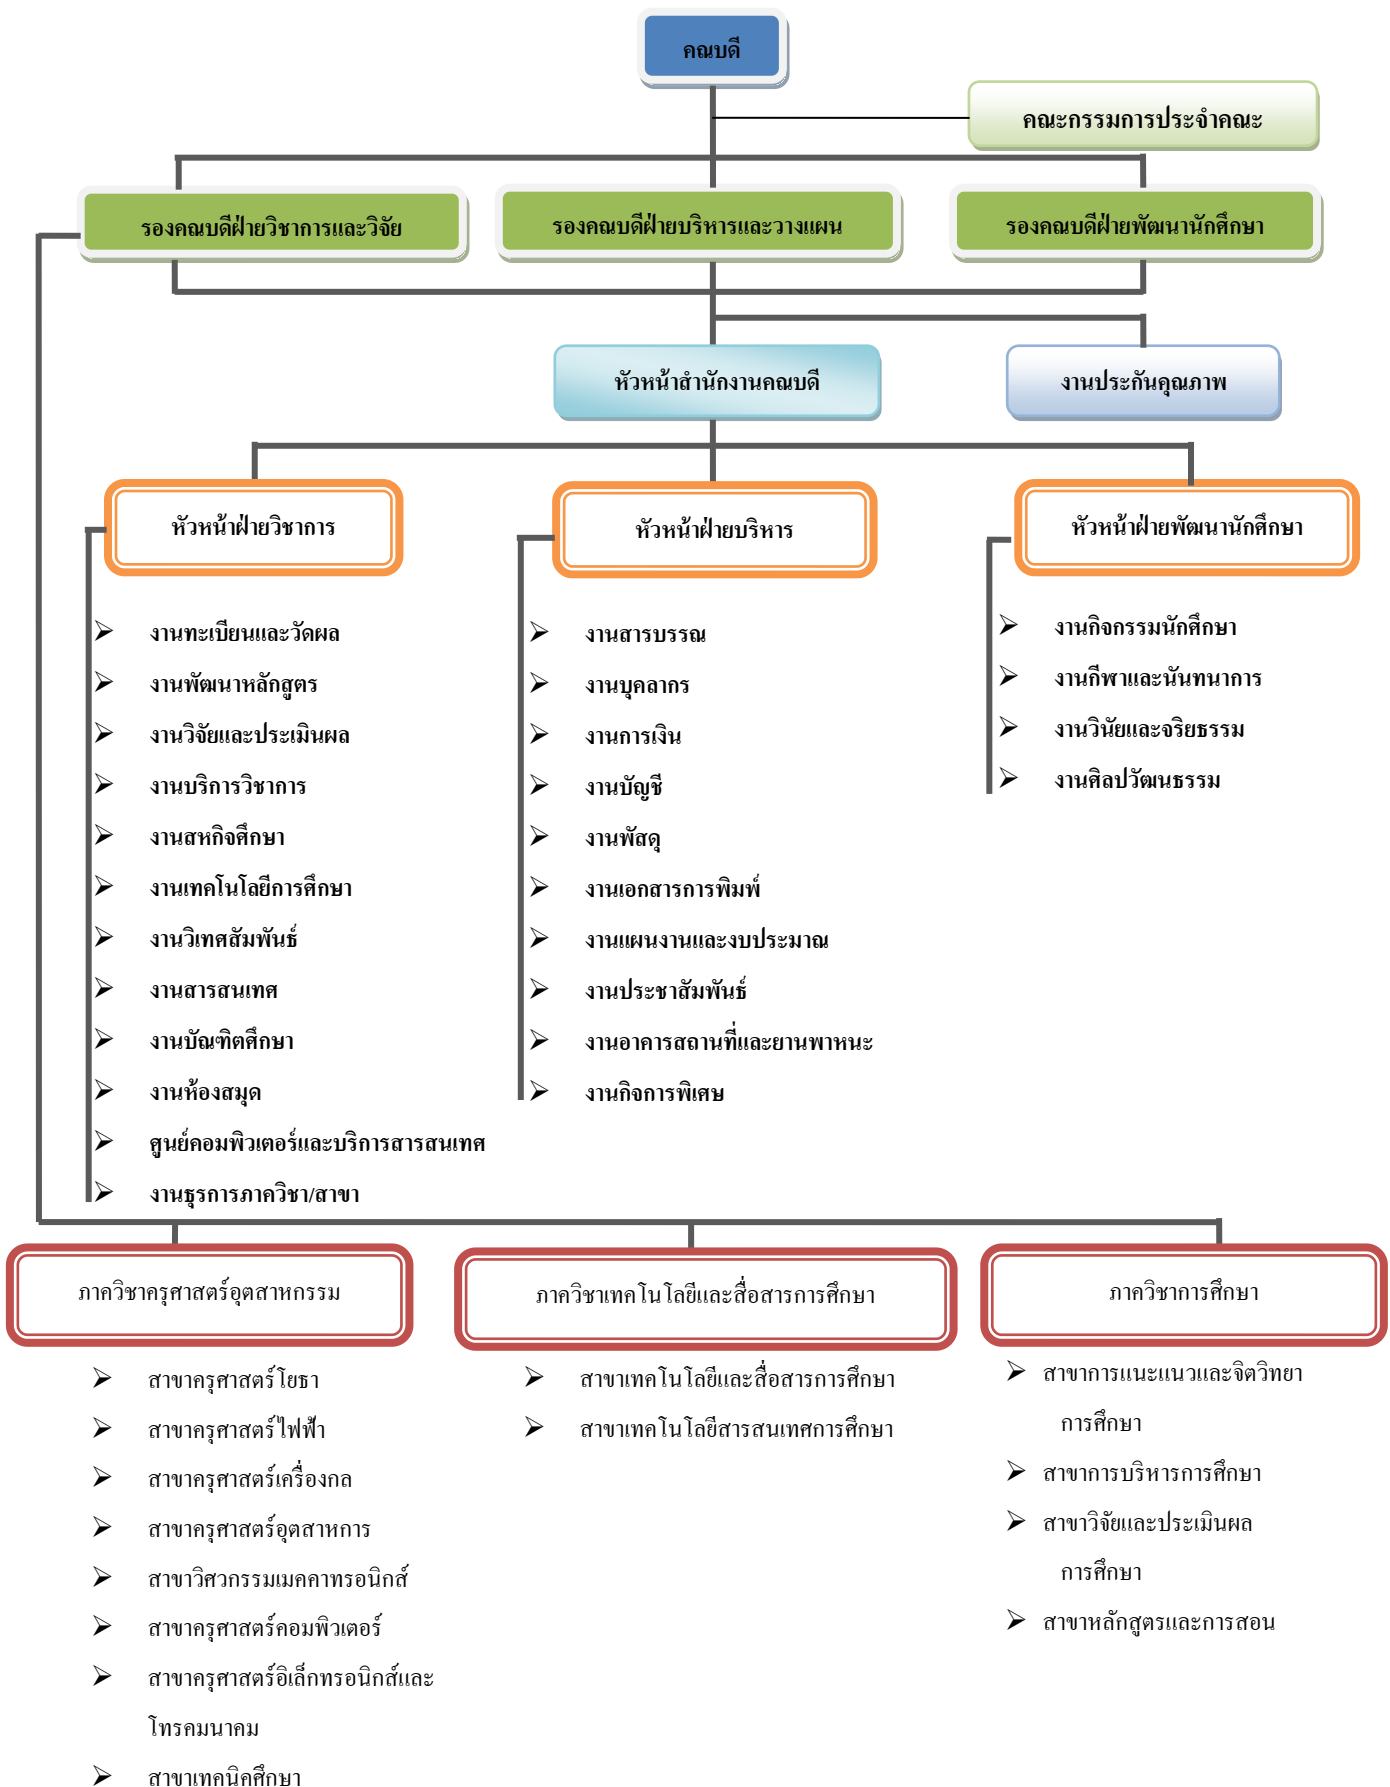 คณบดี
คณะกรรมการประจำคณะ
รองคณบดีฝ่ายวิชาการและวิจัย
รองคณบดีฝ่ายบริหารและวางแผน
รองคณบดีฝ่ายพัฒนานักศึกษา
หัวหน้าสำนักงานคณบดี
งานประกันคุณภาพ
หัวหน้าฝ่ายวิชาการ
งานทะเบียนและวัดผล
งานพัฒนาหลักสูตร
งานวิจัยและประเมินผล
งานบริการวิชาการ
งานสหกิจศึกษา
งานเทคโนโลยีการศึกษา
งานวิเทศสัมพันธ์
งานสารสนเทศ
งานบัณฑิตศึกษา
งานห้องสมุด
ศูนย์คอมพิวเตอร์และบริการสารสนเทศ
งานธุรการภาควิชา/สาขา
หัวหน้าฝ่ายบริหาร
งานสารบรรณ
งานบุคลากร
งานการเงิน
งานบัญชี
งานพัสดุ
งานเอกสารการพิมพ์
งานแผนงานและงบประมาณ
งานประชาสัมพันธ์
งานอาคารสถานที่และยานพาหนะ
งานกิจการพิเศษ
หัวหน้าฝ่ายพัฒนานักศึกษา
งานกิจกรรมนักศึกษา
งานกีฬาและนันทนาการ
งานวินัยและจริยธรรม
งานศิลปวัฒนธรรม
ภาควิชาครุศาสตร์อุตสาหกรรม
สาขาครุศาสตร์โยธา
สาขาครุศาสตร์ไฟฟ้า
สาขาครุศาสตร์เครื่องกล
สาขาครุศาสตร์อุตสาหการ
สาขาวิศวกรรมเมคคาทรอนิกส์
สาขาครุศาสตร์คอมพิวเตอร์
สาขาครุศาสตร์อิเล็กทรอนิกส์และ
โทรคมนาคม
สาขาเทคนิคศึกษา
ภาควิชาเทคโนโลยีและสื่อสารการศึกษา
สาขาเทคโนโลยีและสื่อสารการศึกษา
สาขาเทคโนโลยีสารสนเทศการศึกษา
ภาควิชาการศึกษา
สาขาการแนะแนวและจิตวิทยา
การศึกษา
สาขาการบริหารการศึกษา
สาขาวิจัยและประเมินผล
การศึกษา
สาขาหลักสูตรและการสอน